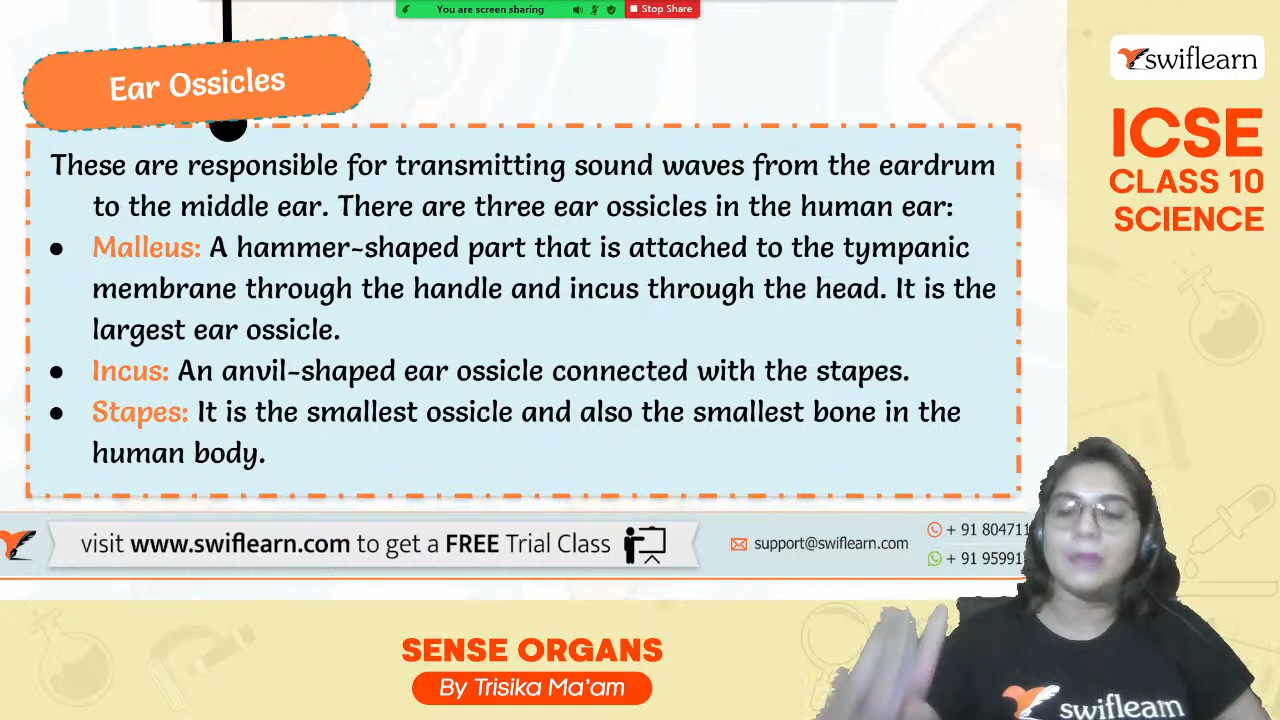 You are screen sharing
Stop Share
Ear Ossicles
swiflearn
ICSE
CLASS 10
SCIENCE
These are responsible for transmitting sound waves from the eardrum
to the middle ear. There are three ear ossicles in the human ear:
● Malleus: A hammer-shaped part that is attached to the tympanic
membrane through the handle and incus through the head. It is the
largest ear ossicle.
● Incus: An anvil-shaped ear ossicle connected with the stapes.
● Stapes: It is the smallest ossicle and also the smallest bone in the
human body.
visit www.swiflearn.com to get a FREE Trial Class
support@swiflearn.com
+ 91 804711
+ 91 95991
SENSE ORGANS
By Trisika Ma'am
swiflearn